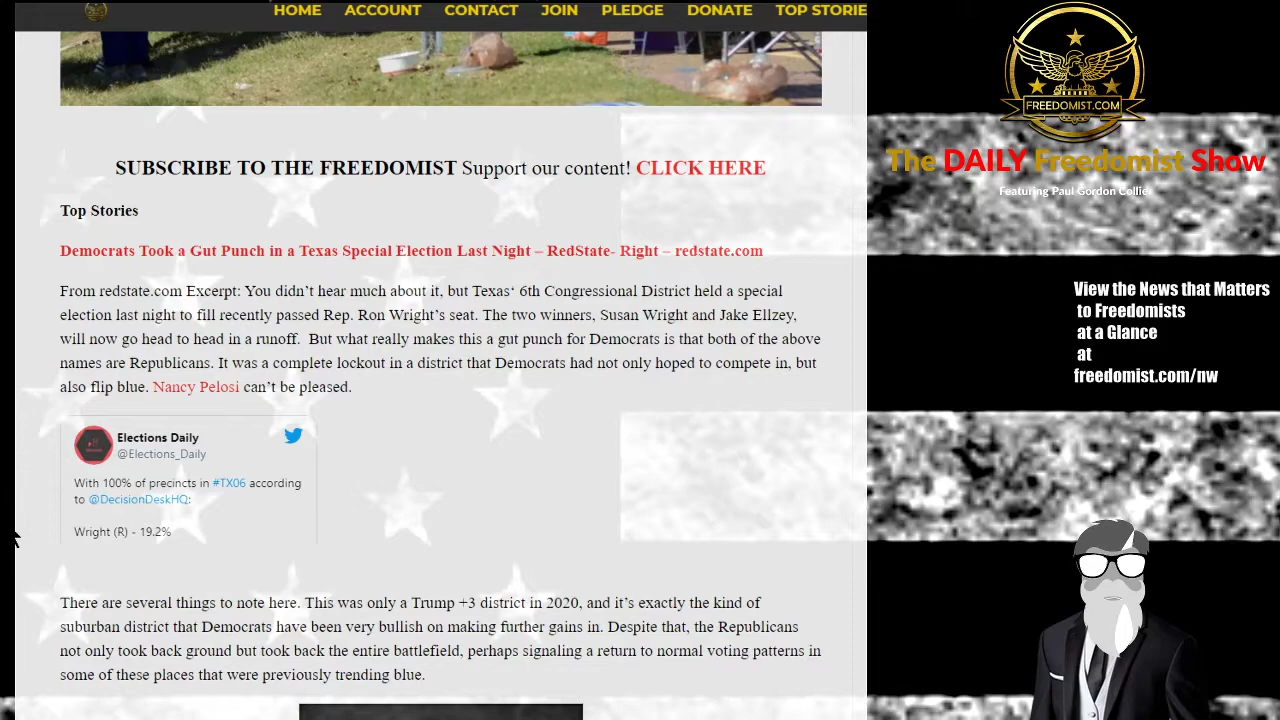 HOME ACCOUNT CONTACT JOIN PLEDGE DONATE TOP STORIE
SUBSCRIBE TO THE FREEDOMIST Support our content! CLICK HERE
Top Stories
Democrats Took a Gut Punch in a Texas Special Election Last Night – RedState- Right – redstate.com
From redstate.com Excerpt: You didn’t hear much about it, but Texas‘ 6th Congressional District held a special
election last night to fill recently passed Rep. Ron Wright’s seat. The two winners, Susan Wright and Jake Ellzey,
will now go head to head in a runoff.  But what really makes this a gut punch for Democrats is that both of the above
names are Republicans. It was a complete lockout in a district that Democrats had not only hoped to compete in, but
also flip blue. Nancy Pelosi can’t be pleased.
Elections Daily
@Elections_Daily
With 100% of precincts in #TX06 according
to @DecisionDeskHQ:
Wright (R) - 19.2%
There are several things to note here. This was only a Trump +3 district in 2020, and it’s exactly the kind of
suburban district that Democrats have been very bullish on making further gains in. Despite that, the Republicans
not only took back ground but took back the entire battlefield, perhaps signaling a return to normal voting patterns in
some of these places that were previously trending blue.
FREEDOMIST.COM
The DAILY Freedomist Show
Featuring Paul Gordon Collie
View the News that Matters
to Freedomists
at a Glance
at
freedomist.com/nw